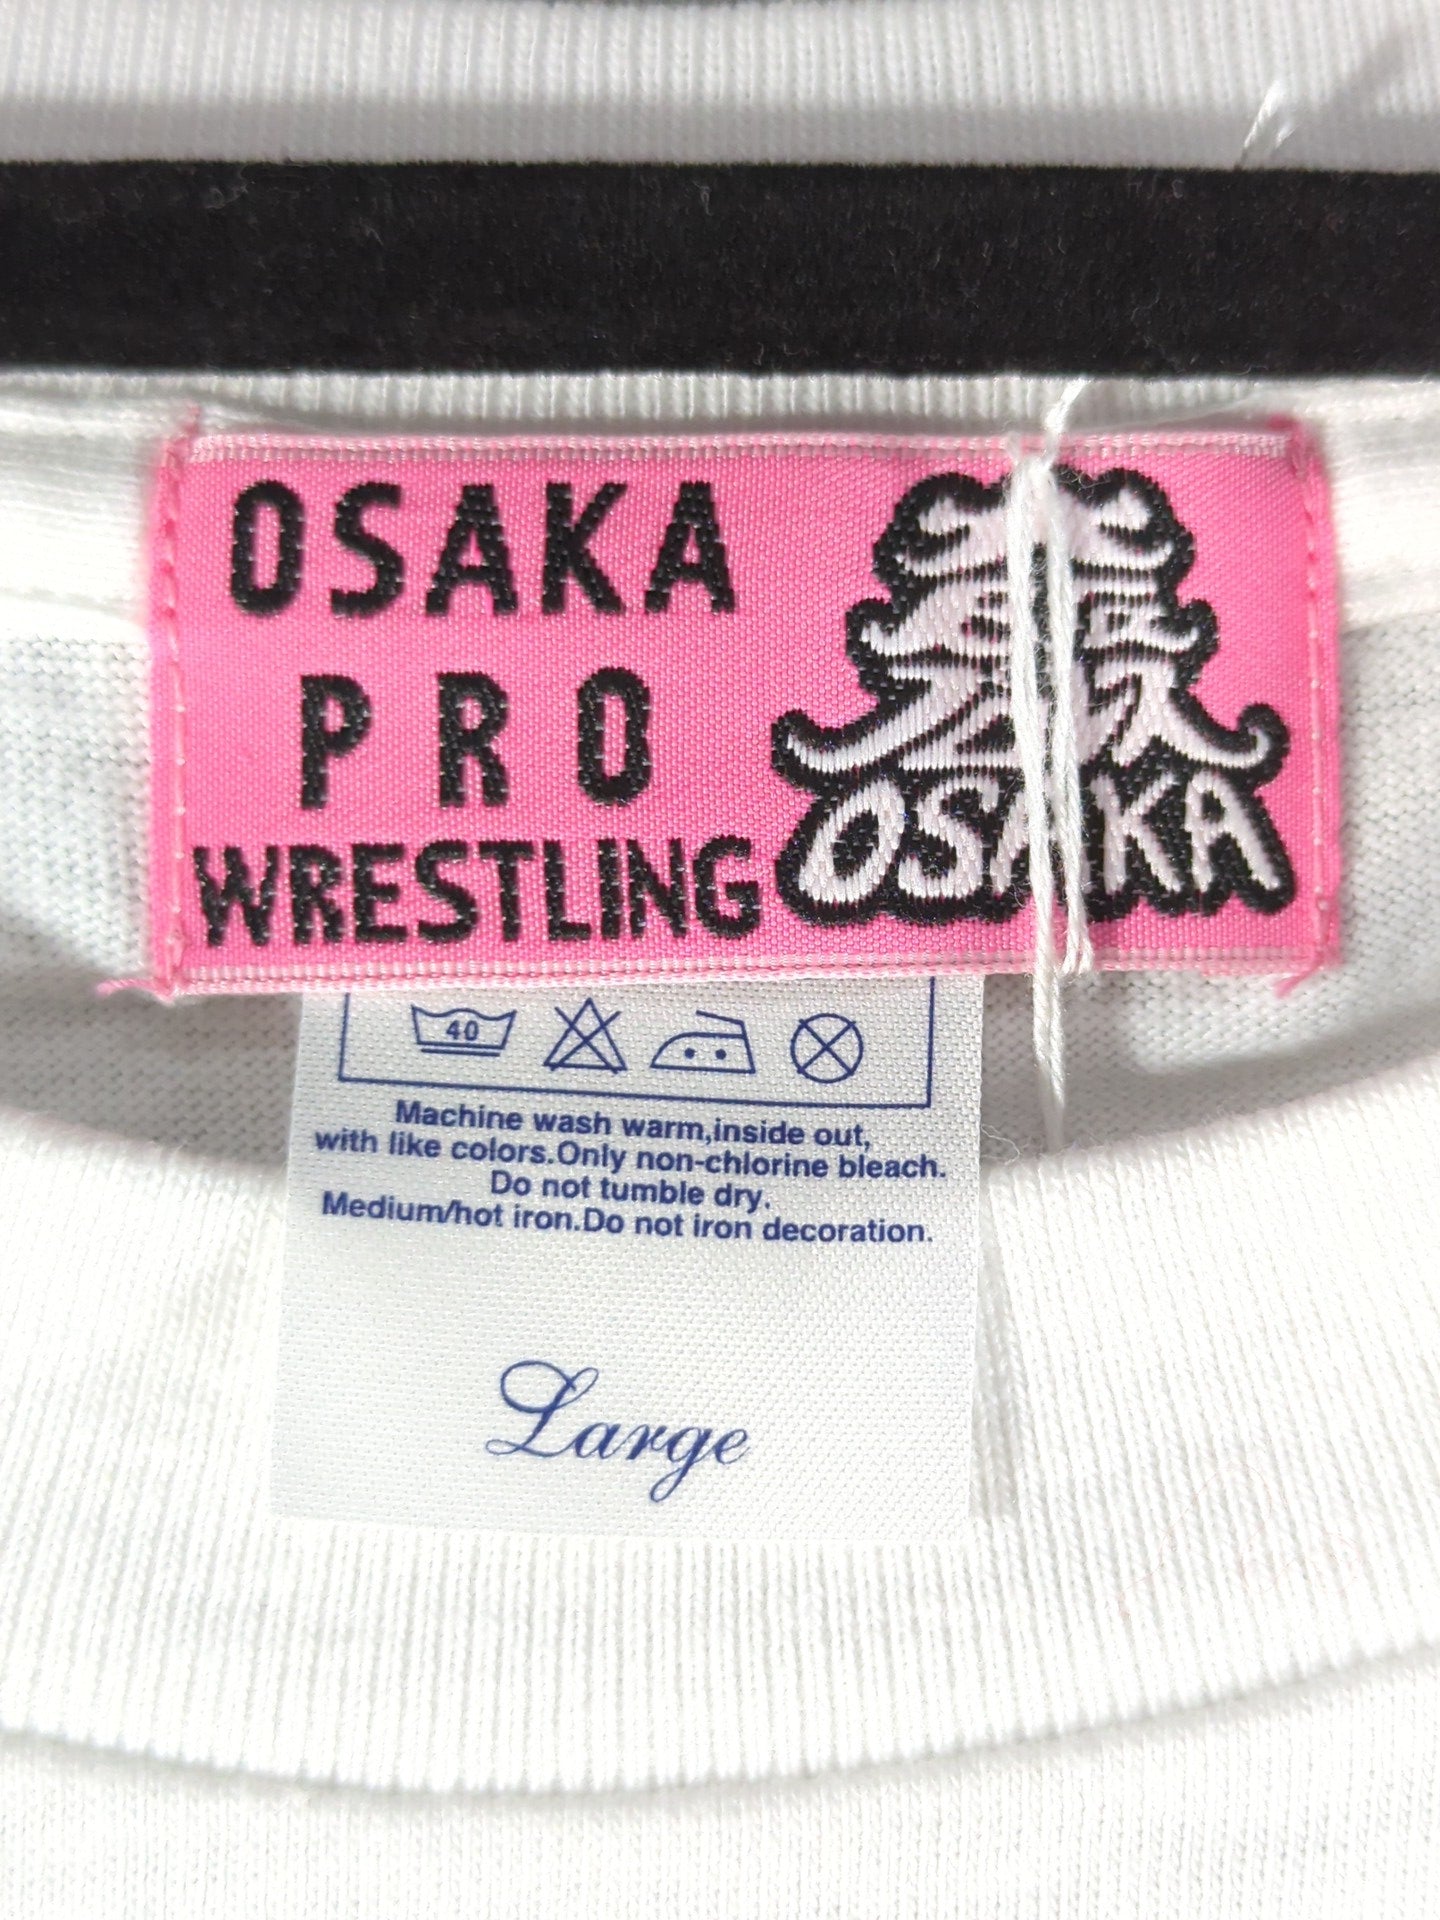 OSAKA
PRO
WRESTLING
OSAKA
40
Machine wash warm,inside out,
with like colors.Only non-chlorine bleach.
Do not tumble dry.
Medium/hot iron.Do not iron decoration.
Large